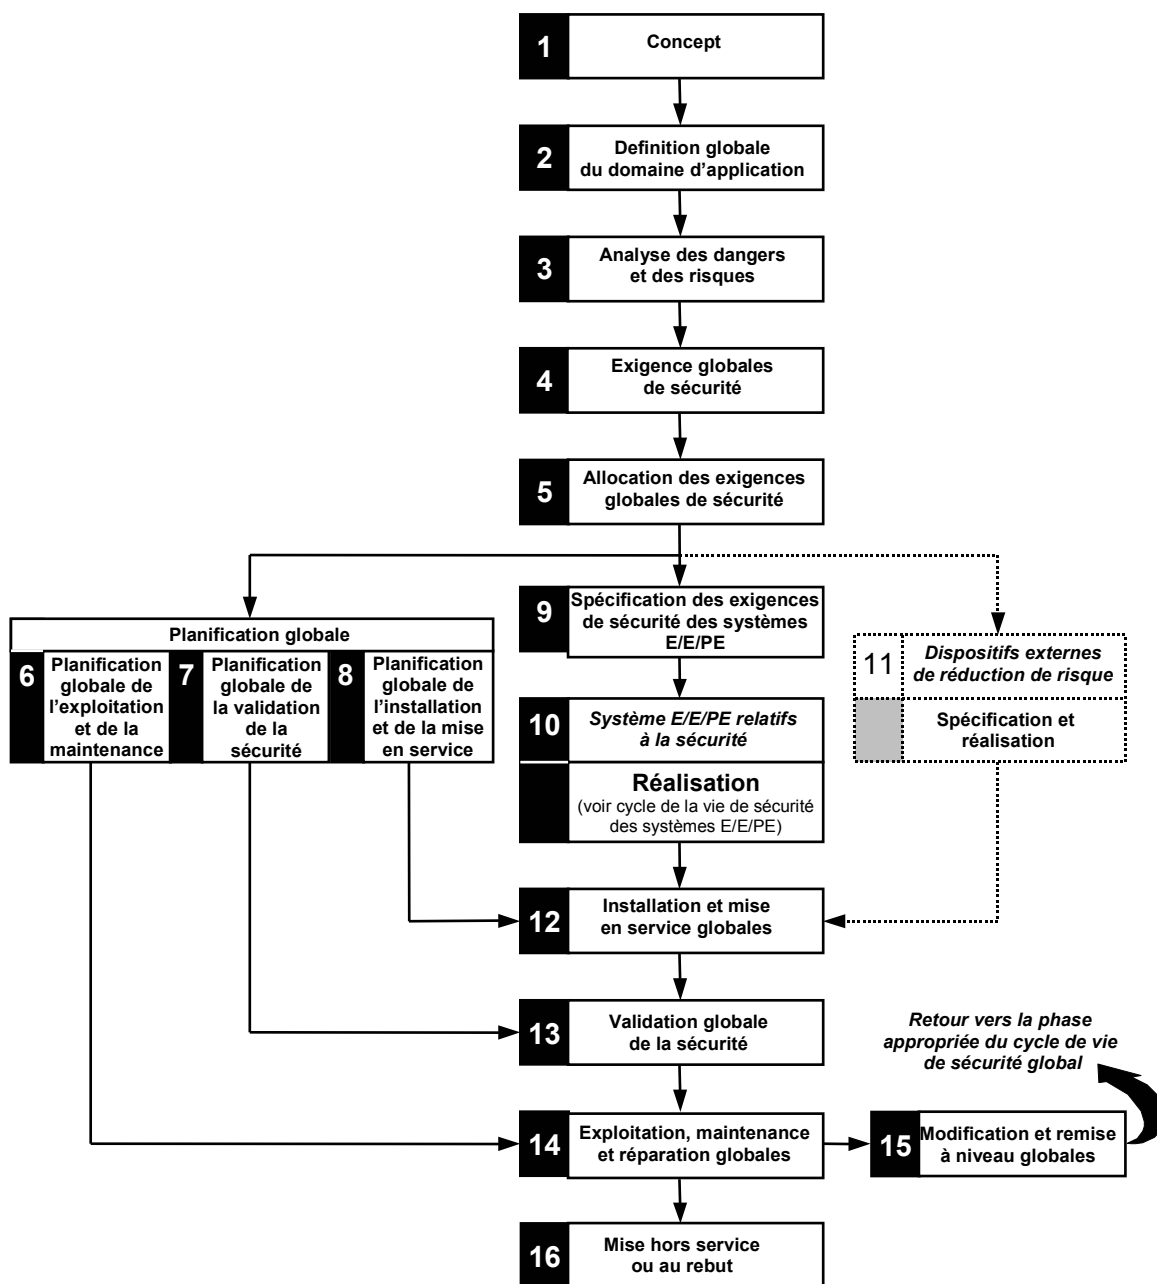 1
Concept
2
Definition globale
du domaine d'application
3
Analyse des dangers
et des risques
4
Exigence globales
de sécurité
5
Allocation des exigences
globales de sécurité
Planification globale
6
Planification
globale de
l'exploitation
et de la
maintenance
7
Planification
globale de
la validation
de la
sécurité
8
Planification
globale de
l'installation
et de la mise
en service
9
Spécification des exigences
de sécurité des systèmes
E/E/PE
10
Système E/E/PE relatifs
à la sécurité
Réalisation
(voir cycle de la vie de sécurité
des systèmes E/E/PE)
11
Dispositifs externes
de réduction de risque
Spécification et
réalisation
12
Installation et mise
en service globales
13
Validation globale
de la sécurité
Retour vers la phase
appropriée du cycle de vie
de sécurité global
14
Exploitation, maintenance
et réparation globales
15
Modification et remise
à niveau globales
16
Mise hors service
ou au rebut